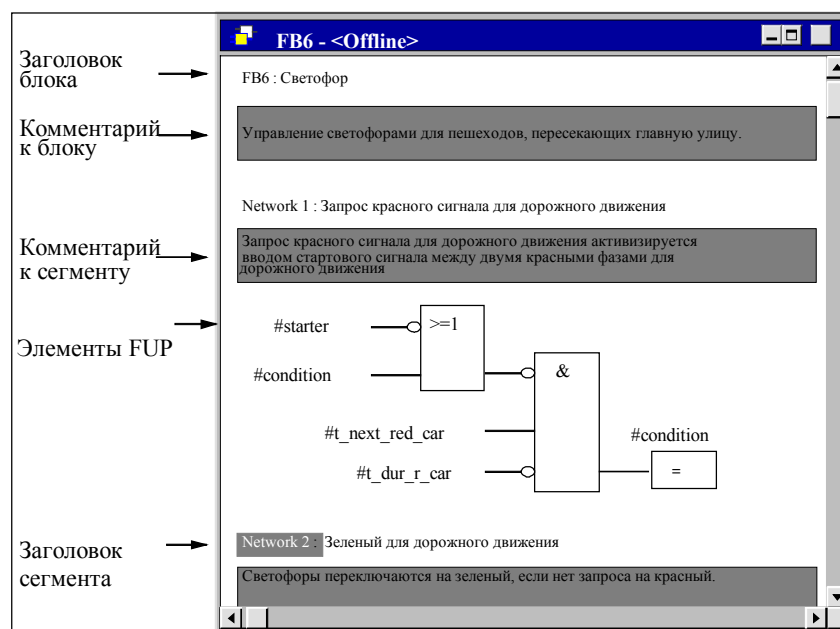 FB6 - <Offline>
Заголовок
блока
FB6 : Светофор
Комментарий
к блоку
Управление светофорами для пешеходов, пересекающих главную улицу.
Network 1 : Запрос красного сигнала для дорожного движения
Комментарий
к сегменту
Запрос красного сигнала для дорожного движения активизируется
вводом стартового сигнала между двумя красными фазами для
дорожного движения
Элементы FUP
#starter
>=1
#condition
&
#t_next_red_car
#t_dur_r_car
#condition
=
Заголовок
сегмента
Network 2 : Зеленый для дорожного движения
Светофоры переключаются на зеленый, если нет запроса на красный.